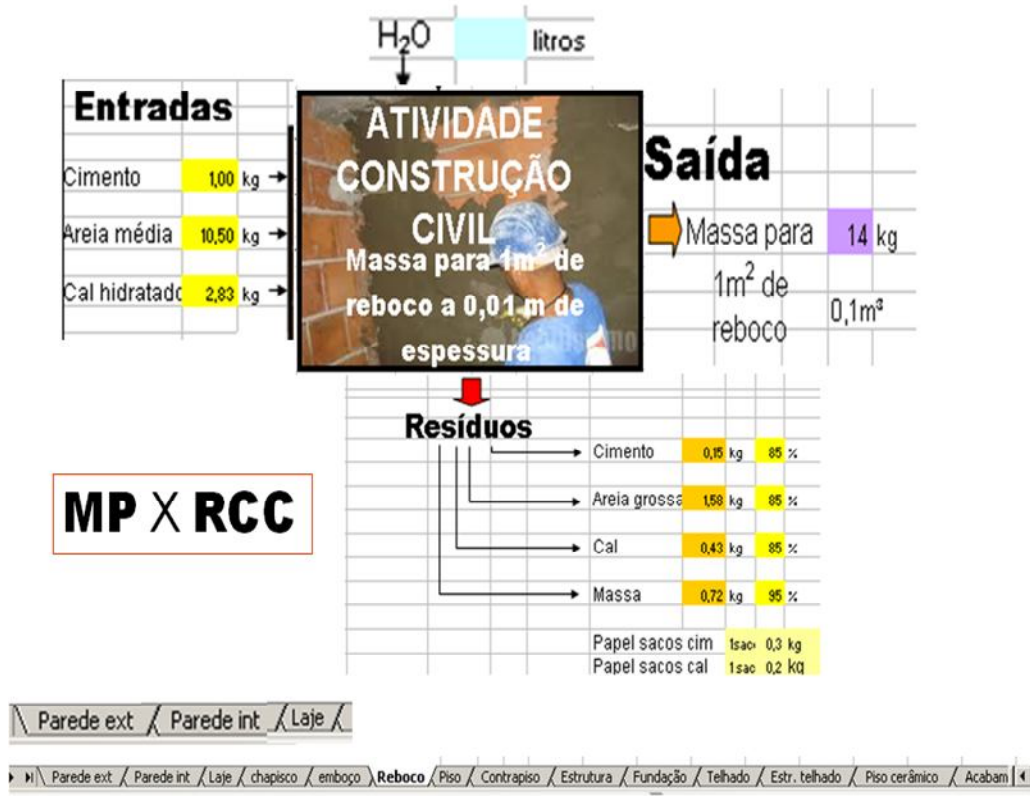 H₂O litros
Entradas
Cimento 1,00 kg
Areia média 10,50 kg
Cal hidratado 2,83 kg
ATIVIDADE
CONSTRUÇÃO
CIVIL
Massa para 1m² de
reboco a 0,01 m de
espessura
Saída
Massa para 14 kg
1m² de
reboco
0,1m³
Resíduos
Cimento 0,15 kg 85 %
Areia grossa 1,58 kg 85 %
Cal 0,43 kg 85 %
Massa 0,72 kg 95 %
Papel sacos cim 1sac 0,3 kg
Papel sacos cal 1sac 0,2 kg
MP X RCC
Parede ext Parede int Laje
Parede ext Parede int Laje chapisco emboço Reboco Piso Contrapiso Estrutura Fundação Telhado Estr. telhado Piso cerâmico Acabam